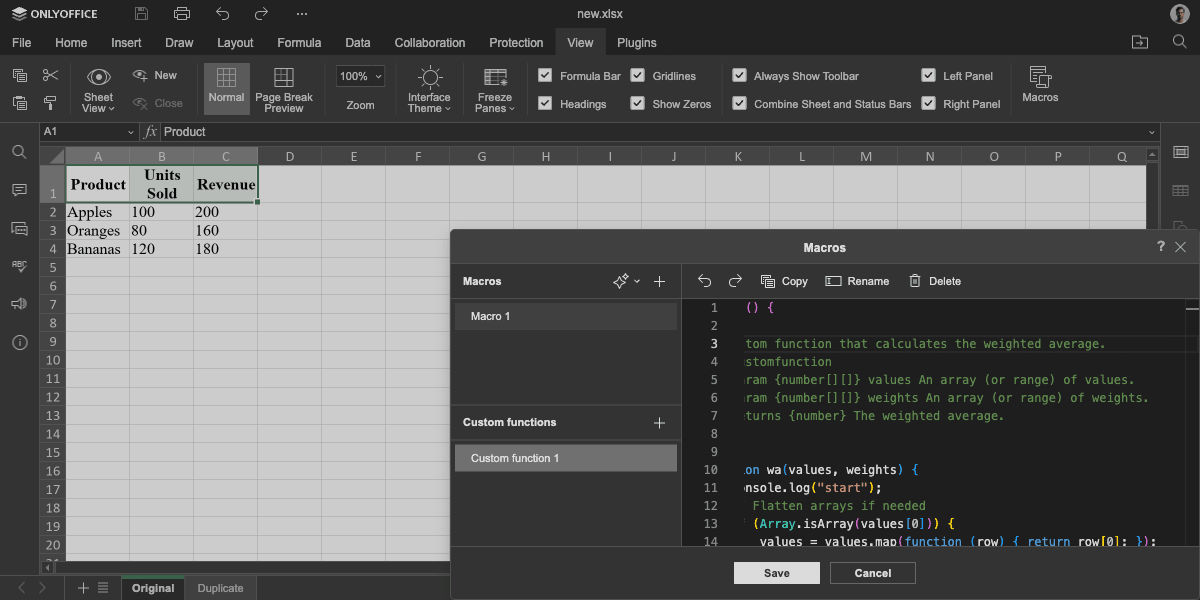 ONLYOFFICE
new.xlsx
File Home Insert Draw Layout Formula Data Collaboration Protection View Plugins
Sheet View
New
Close
Normal
Page Break Preview
100%
Zoom
Interface Theme
Freeze Panes
Formula Bar
Headings
Gridlines
Show Zeros
Always Show Toolbar
Combine Sheet and Status Bars
Left Panel
Right Panel
Macros
A1 fx Product
A B C D E F G H I J K L M N O P Q
1 Product Units Sold Revenue
2 Apples 100 200
3 Oranges 80 160
4 Bananas 120 180
5
6
7
8
9
10
11
12
13
14
15
16
17
18
19
20
ABC
Macros ?
Macros
Macro 1
Custom functions
Custom function 1
Copy Rename Delete
1 () {
2
3 tom function that calculates the weighted average.
4 stomfunction
5 ram {number[][]} values An array (or range) of values.
6 ram {number[][]} weights An array (or range) of weights.
7 turns {number} The weighted average.
8
9
10 on wa(values, weights) {
11 nsole.log("start");
12 Flatten arrays if needed
13 (Array.isArray(values[0])) {
14 values = values.map(function (row) { return row[0]; });
Save Cancel
Original Duplicate